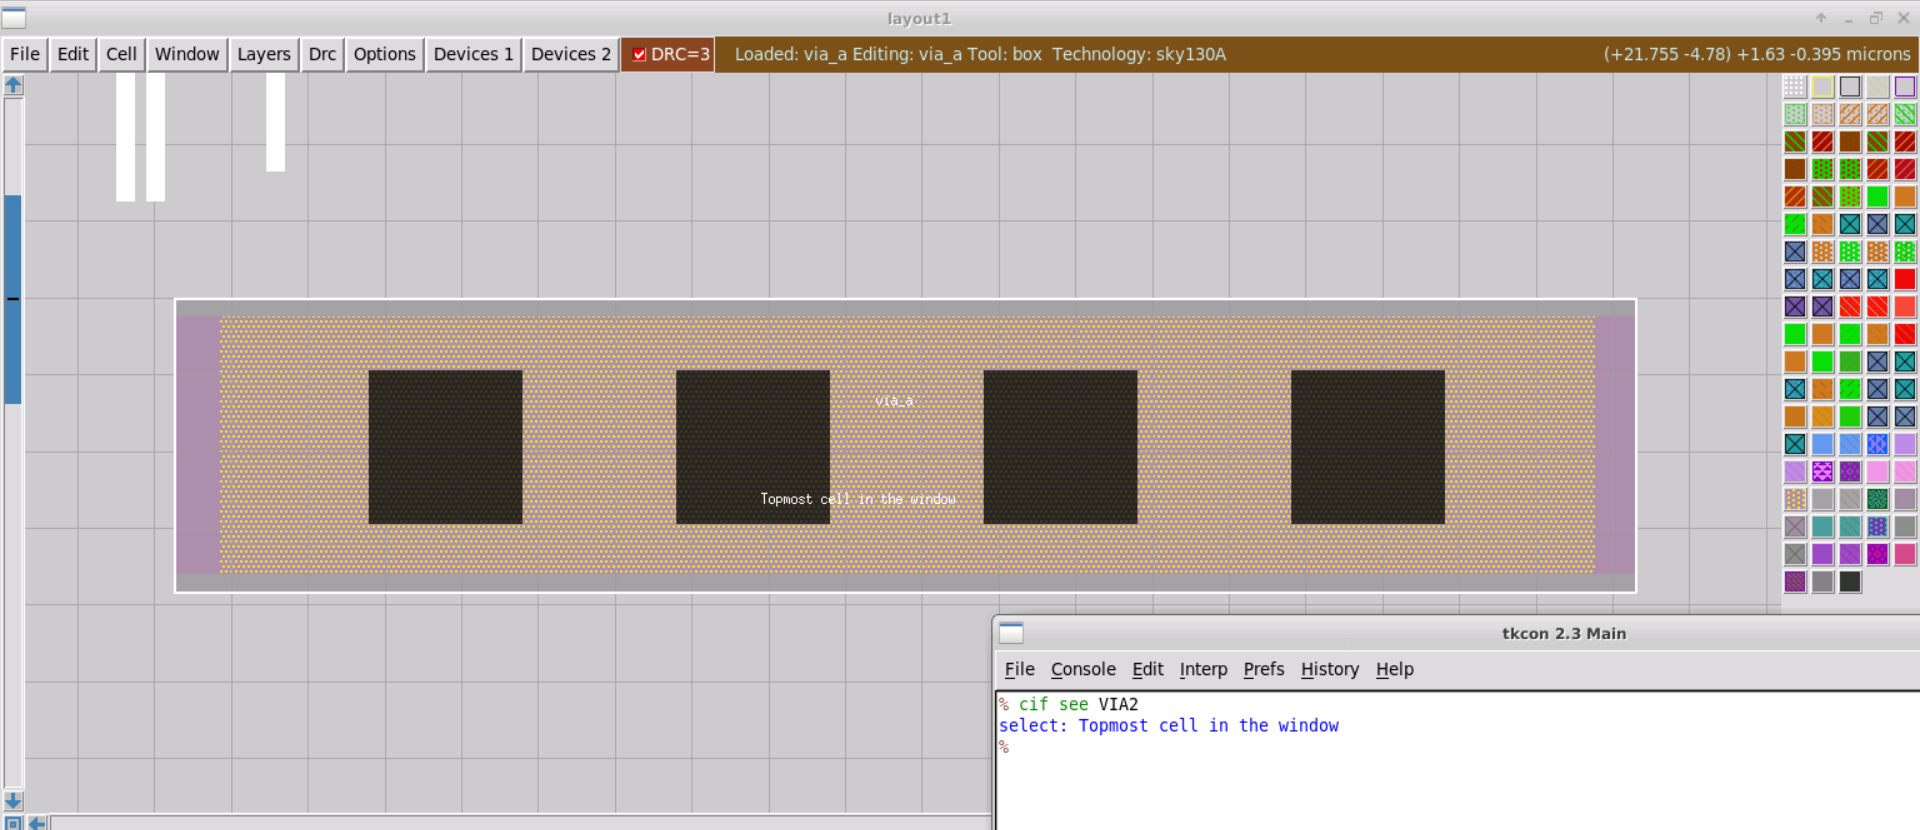 layout1
File Edit Cell Window Layers Drc Options Devices 1 Devices 2 DRC=3 Loaded: via_a Editing: via_a Tool: box Technology: sky130A (+21.755 -4.78) +1.63 -0.395 microns
via_a
Topmost cell in the window
tkcon 2.3 Main
File Console Edit Interp Prefs History Help
% cif see VIA2
select: Topmost cell in the window
%